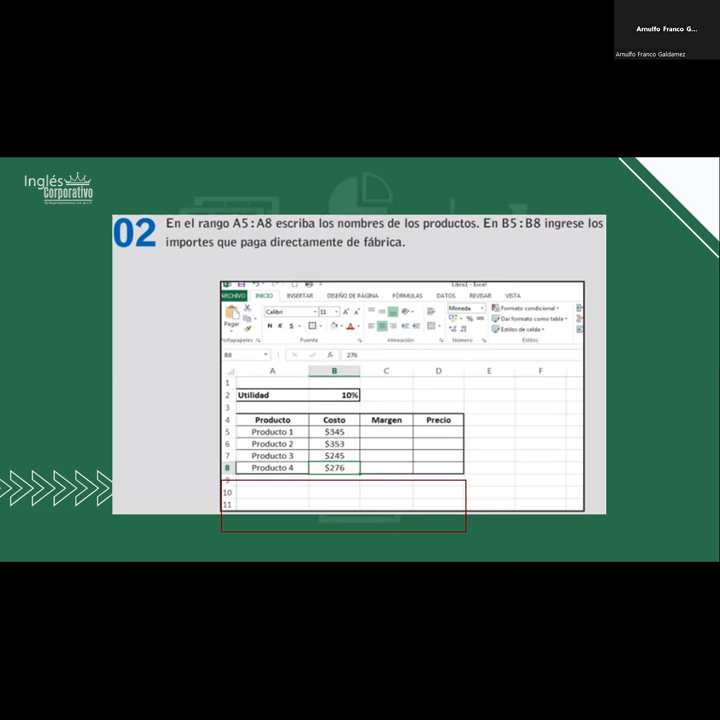 Arnulfo Franco G...
Arnulfo Franco Galdamez
Inglés
Corporativo
02 En el rango A5:A8 escriba los nombres de los productos. En B5:B8 ingrese los
importes que paga directamente de fábrica.
Libro1 - Excel
ARCHIVO INICIO INSERTAR DISEÑO DE PÁGINA FÓRMULAS DATOS REVISAR VISTA
Calibri 11 Moneda Formato condicional
Pegar Dar formato como tabla
N K S Estilos de celda
Portapapeles Fuente Alineación Número Estilos
B8 fx 276
A B C D E F
1
2 Utilidad 10%
3
4 Producto Costo Margen Precio
5 Producto 1 $345
6 Producto 2 $353
7 Producto 3 $245
8 Producto 4 $276
9
10
11